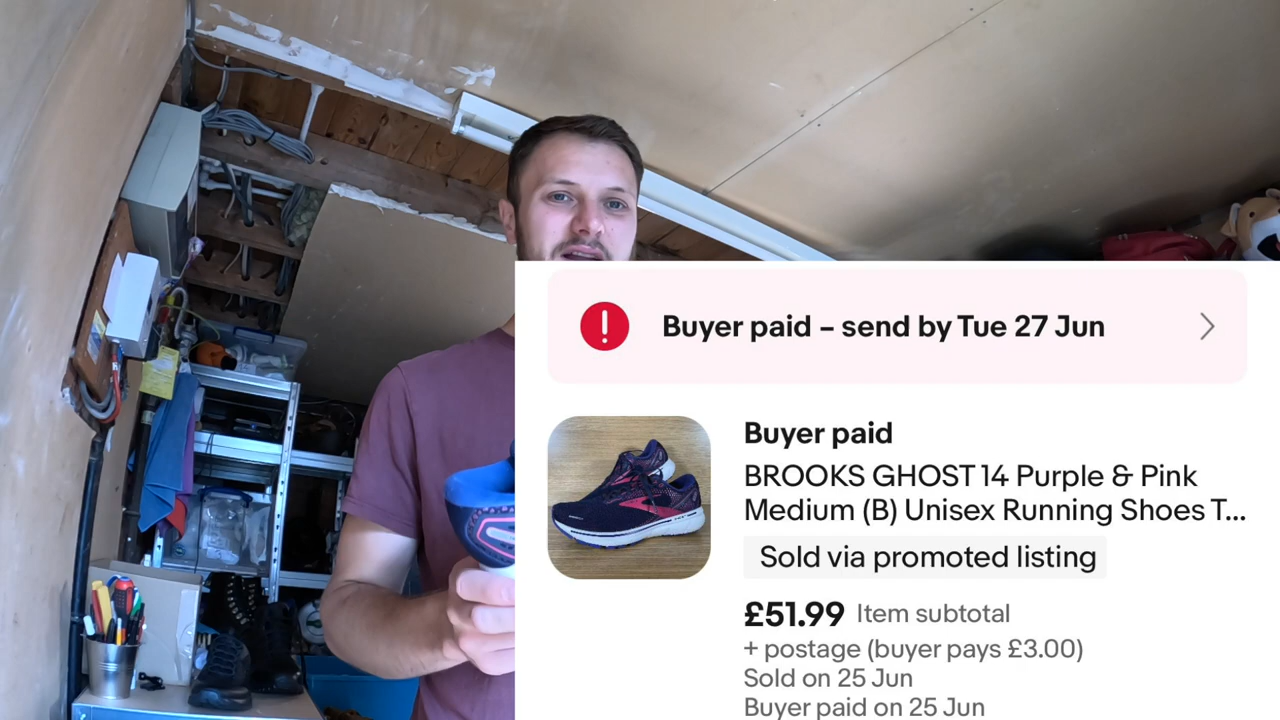 Buyer paid – send by Tue 27 Jun
Buyer paid
BROOKS GHOST 14 Purple & Pink
Medium (B) Unisex Running Shoes T...
Sold via promoted listing
£51.99 Item subtotal
+ postage (buyer pays £3.00)
Sold on 25 Jun
Buyer paid on 25 Jun